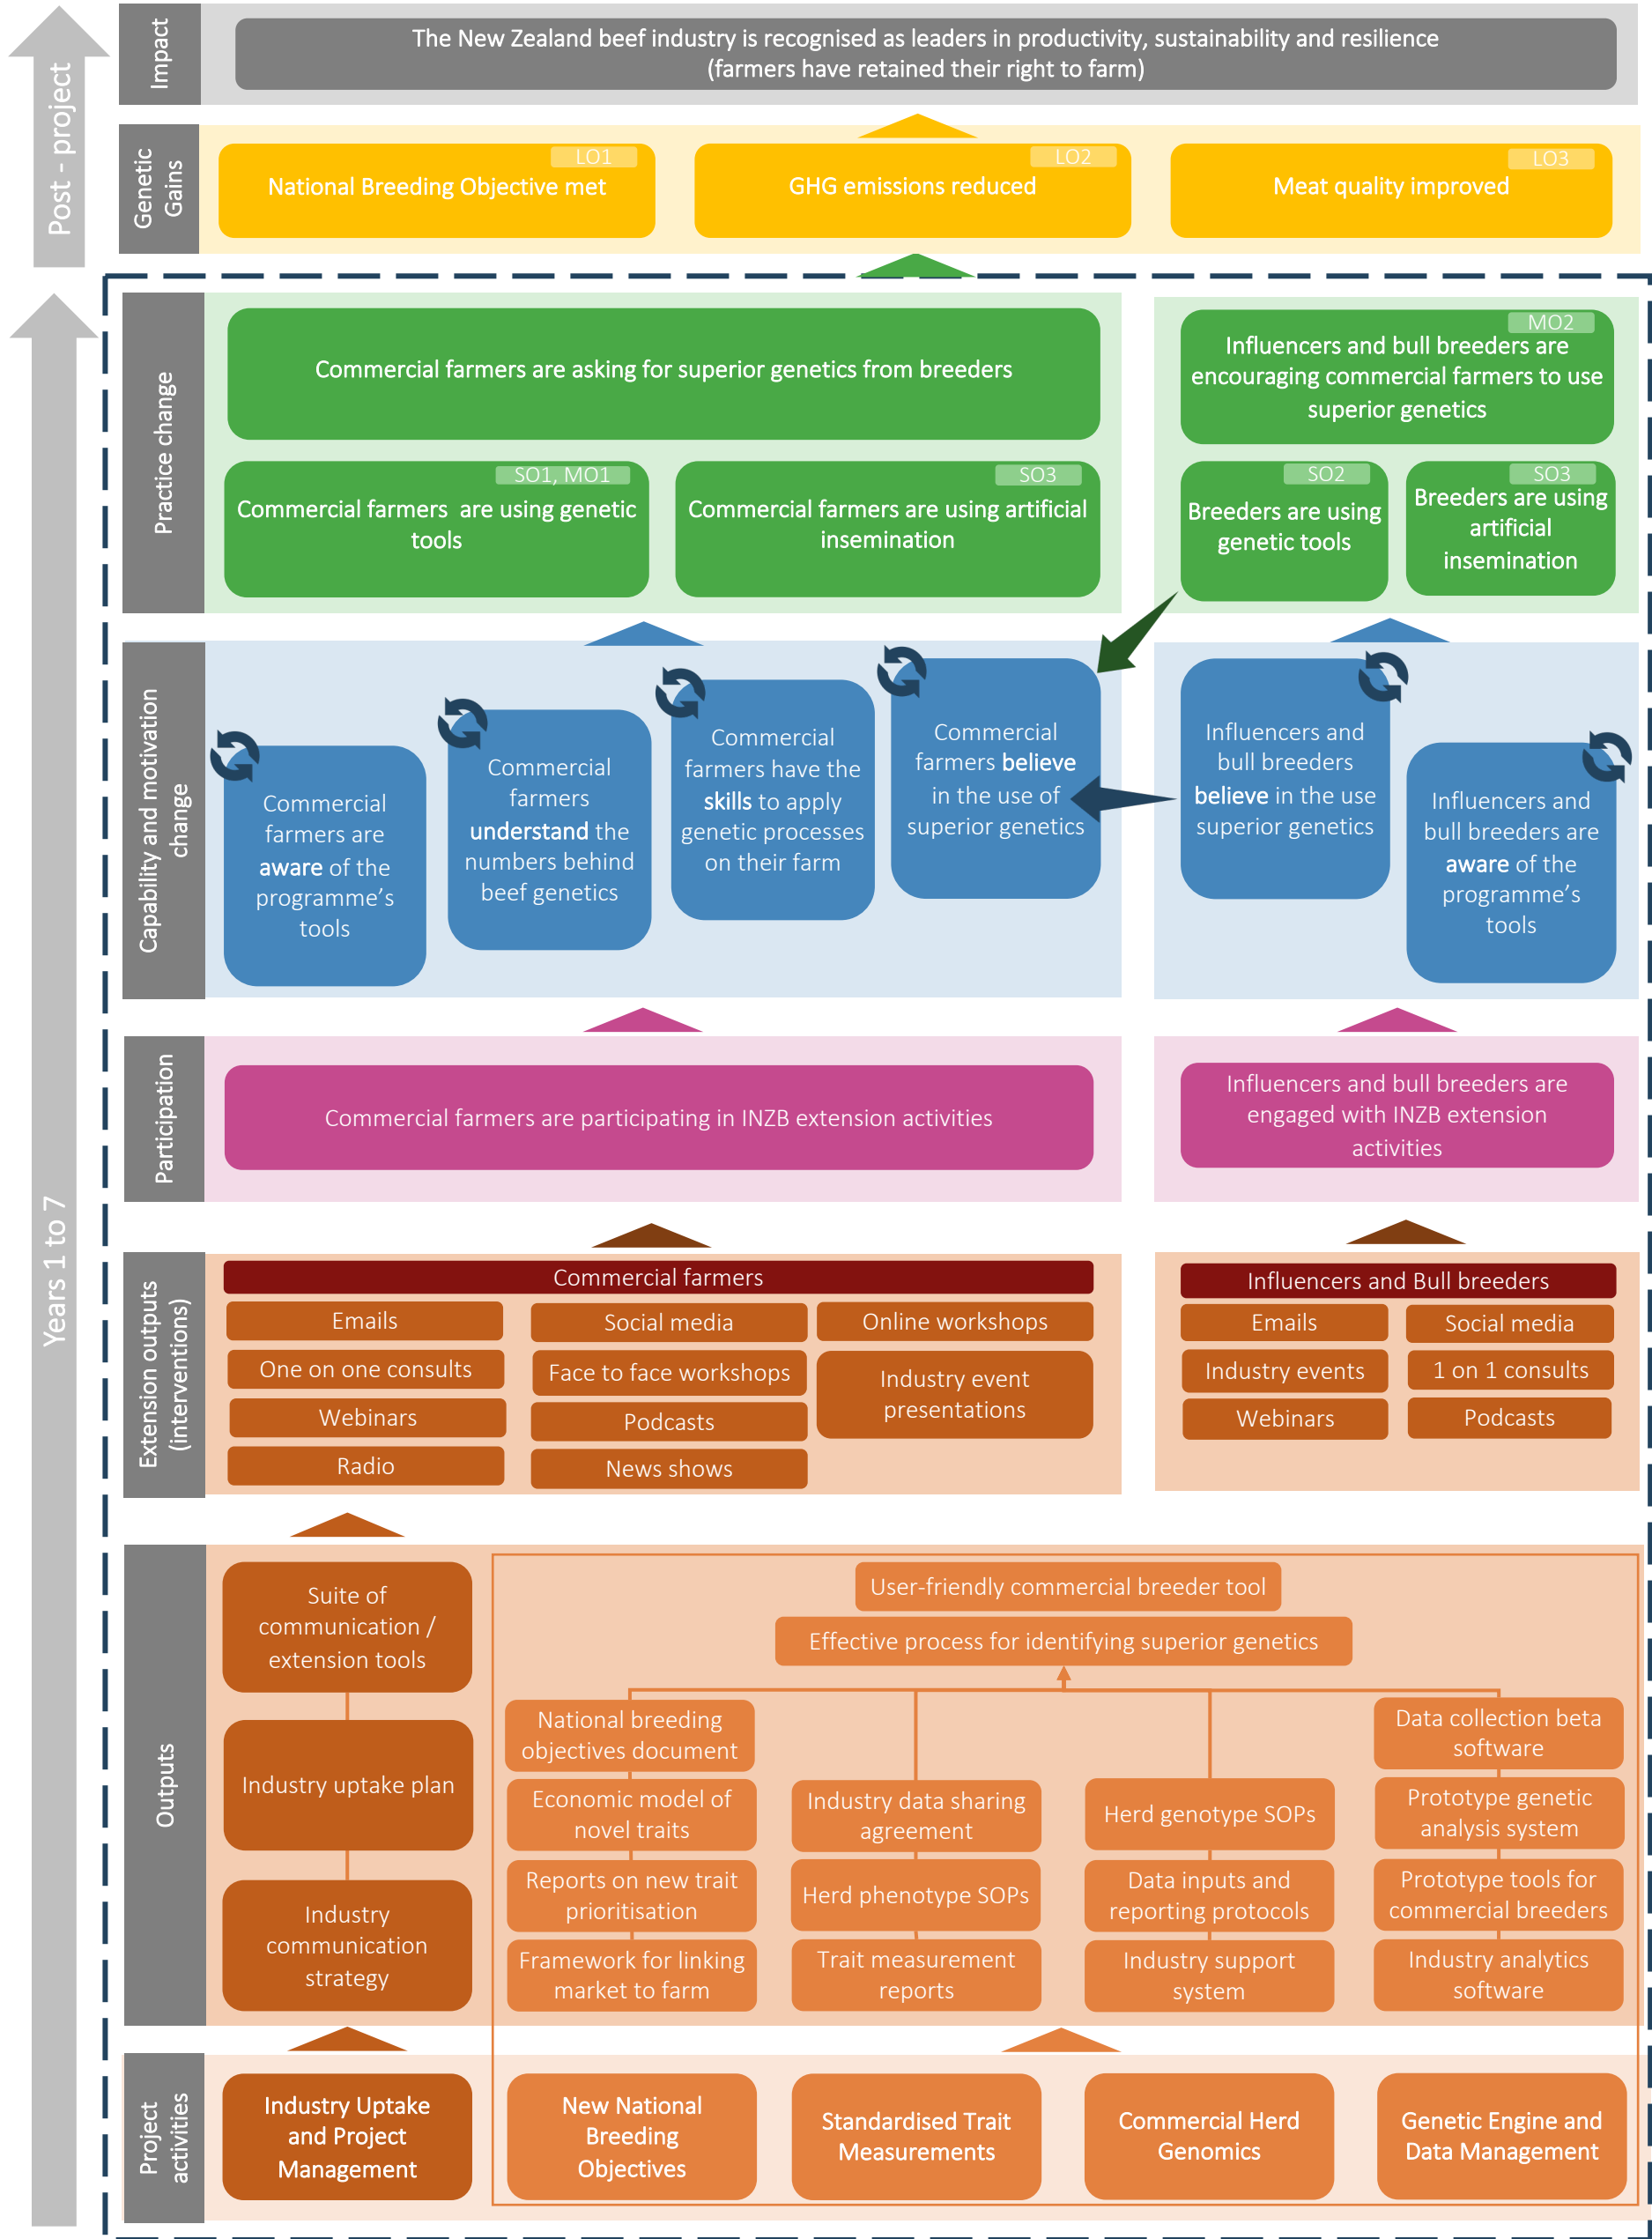 Post - project
Impact
The New Zealand beef industry is recognised as leaders in productivity, sustainability and resilience
(farmers have retained their right to farm)
Genetic
Gains
LO1
National Breeding Objective met
LO2
GHG emissions reduced
LO3
Meat quality improved
Years 1 to 7
Practice change
Commercial farmers are asking for superior genetics from breeders
SO1, MO1
Commercial farmers are using genetic
tools
SO3
Commercial farmers are using artificial
insemination
MO2
Influencers and bull breeders are
encouraging commercial farmers to use
superior genetics
SO2
Breeders are using
genetic tools
SO3
Breeders are using
artificial
insemination
Capability and motivation
change
Commercial
farmers are
aware of the
programme's
tools
Commercial
farmers
understand the
numbers behind
beef genetics
Commercial
farmers have the
skills to apply
genetic processes
on their farm
Commercial
farmers believe
in the use of
superior genetics
Influencers and
bull breeders
believe in the use
superior genetics
Influencers and
bull breeders are
aware of the
programme's
tools
Participation
Commercial farmers are participating in INZB extension activities
Influencers and bull breeders are
engaged with INZB extension
activities
Extension outputs
(interventions)
Commercial farmers
Emails
Social media
Online workshops
One on one consults
Face to face workshops
Industry event
presentations
Webinars
Podcasts
Radio
News shows
Influencers and Bull breeders
Emails
Social media
Industry events
1 on 1 consults
Webinars
Podcasts
Outputs
Suite of
communication /
extension tools
Industry uptake plan
Industry
communication
strategy
User-friendly commercial breeder tool
Effective process for identifying superior genetics
National breeding
objectives document
Economic model of
novel traits
Reports on new trait
prioritisation
Framework for linking
market to farm
Industry data sharing
agreement
Herd phenotype SOPs
Trait measurement
reports
Herd genotype SOPs
Data inputs and
reporting protocols
Industry support
system
Data collection beta
software
Prototype genetic
analysis system
Prototype tools for
commercial breeders
Industry analytics
software
Project
activities
Industry Uptake
and Project
Management
New National
Breeding
Objectives
Standardised Trait
Measurements
Commercial Herd
Genomics
Genetic Engine and
Data Management